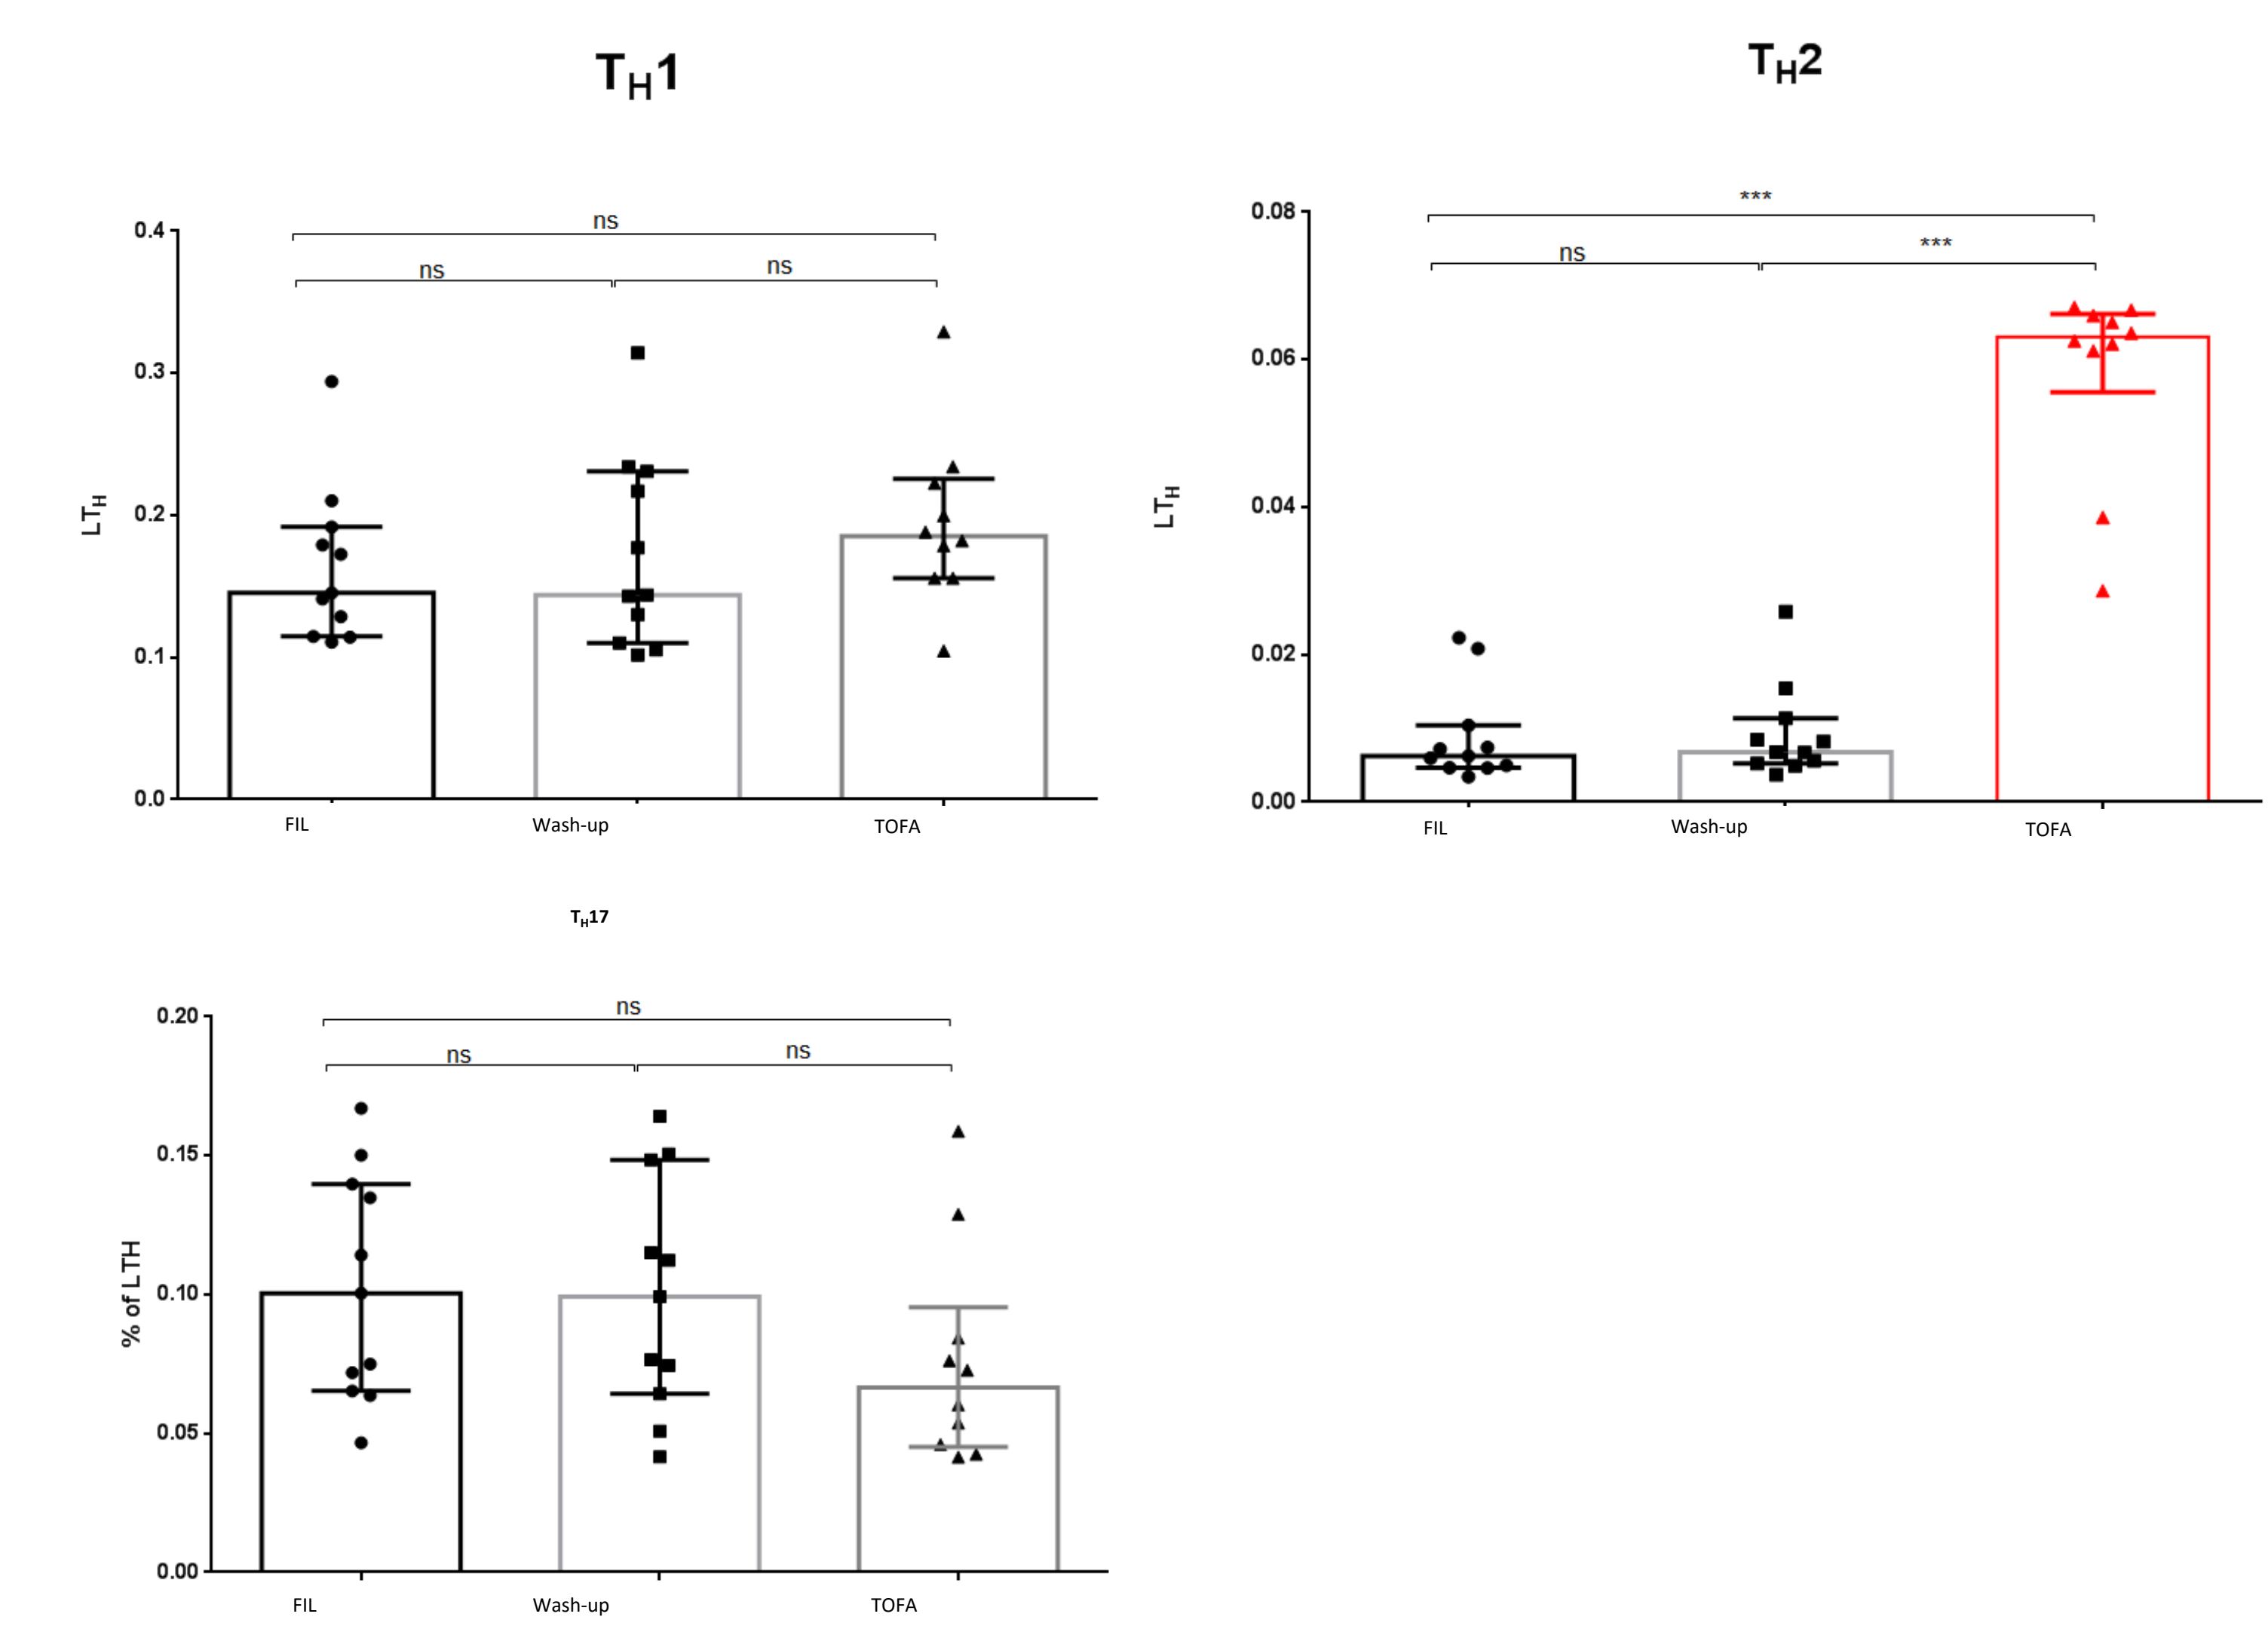 TH1
ns
ns
ns
0.4
0.3
0.2
0.1
0.0
LTH
FIL
Wash-up
TOFA
TH2
***
ns
***
0.08
0.06
0.04
0.02
0.00
LTH
FIL
Wash-up
TOFA
TH17
ns
ns
ns
0.20
0.15
0.10
0.05
0.00
% of LTH
FIL
Wash-up
TOFA